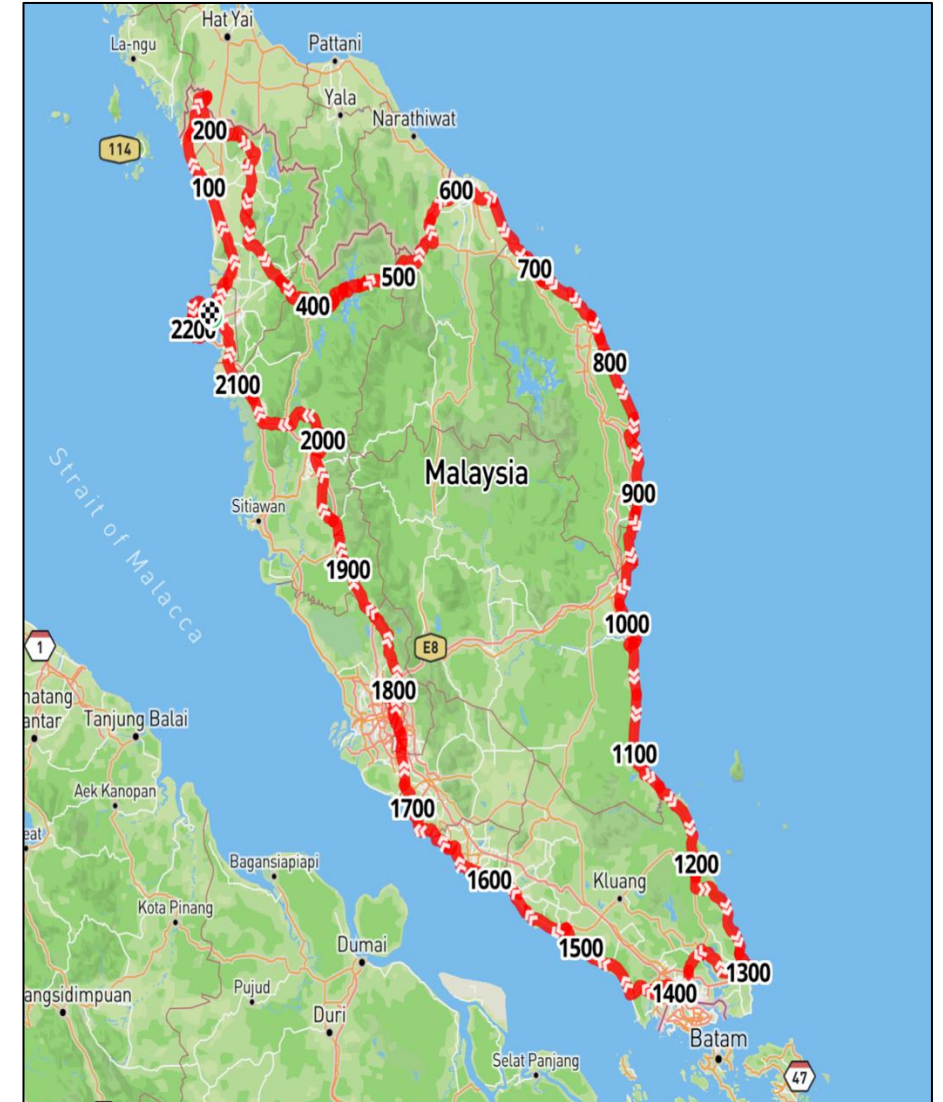 Hat Yai
La-ngu
Pattani
Yala
Narathiwat
114
200
100
600
500
700
400
2200
800
2100
2000
Malaysia
900
Strait of Malacca
Sitiawan
1900
1000
1
E8
1800
natang
antar
Tanjung Balai
1100
Aek Kanopan
1700
eat
Bagansiapiapi
1200
1600
Kluang
Kota Pinang
Dumai
1500
1300
angsidimpuan
Pujud
1400
Duri
Batam
Selat Panjang
47